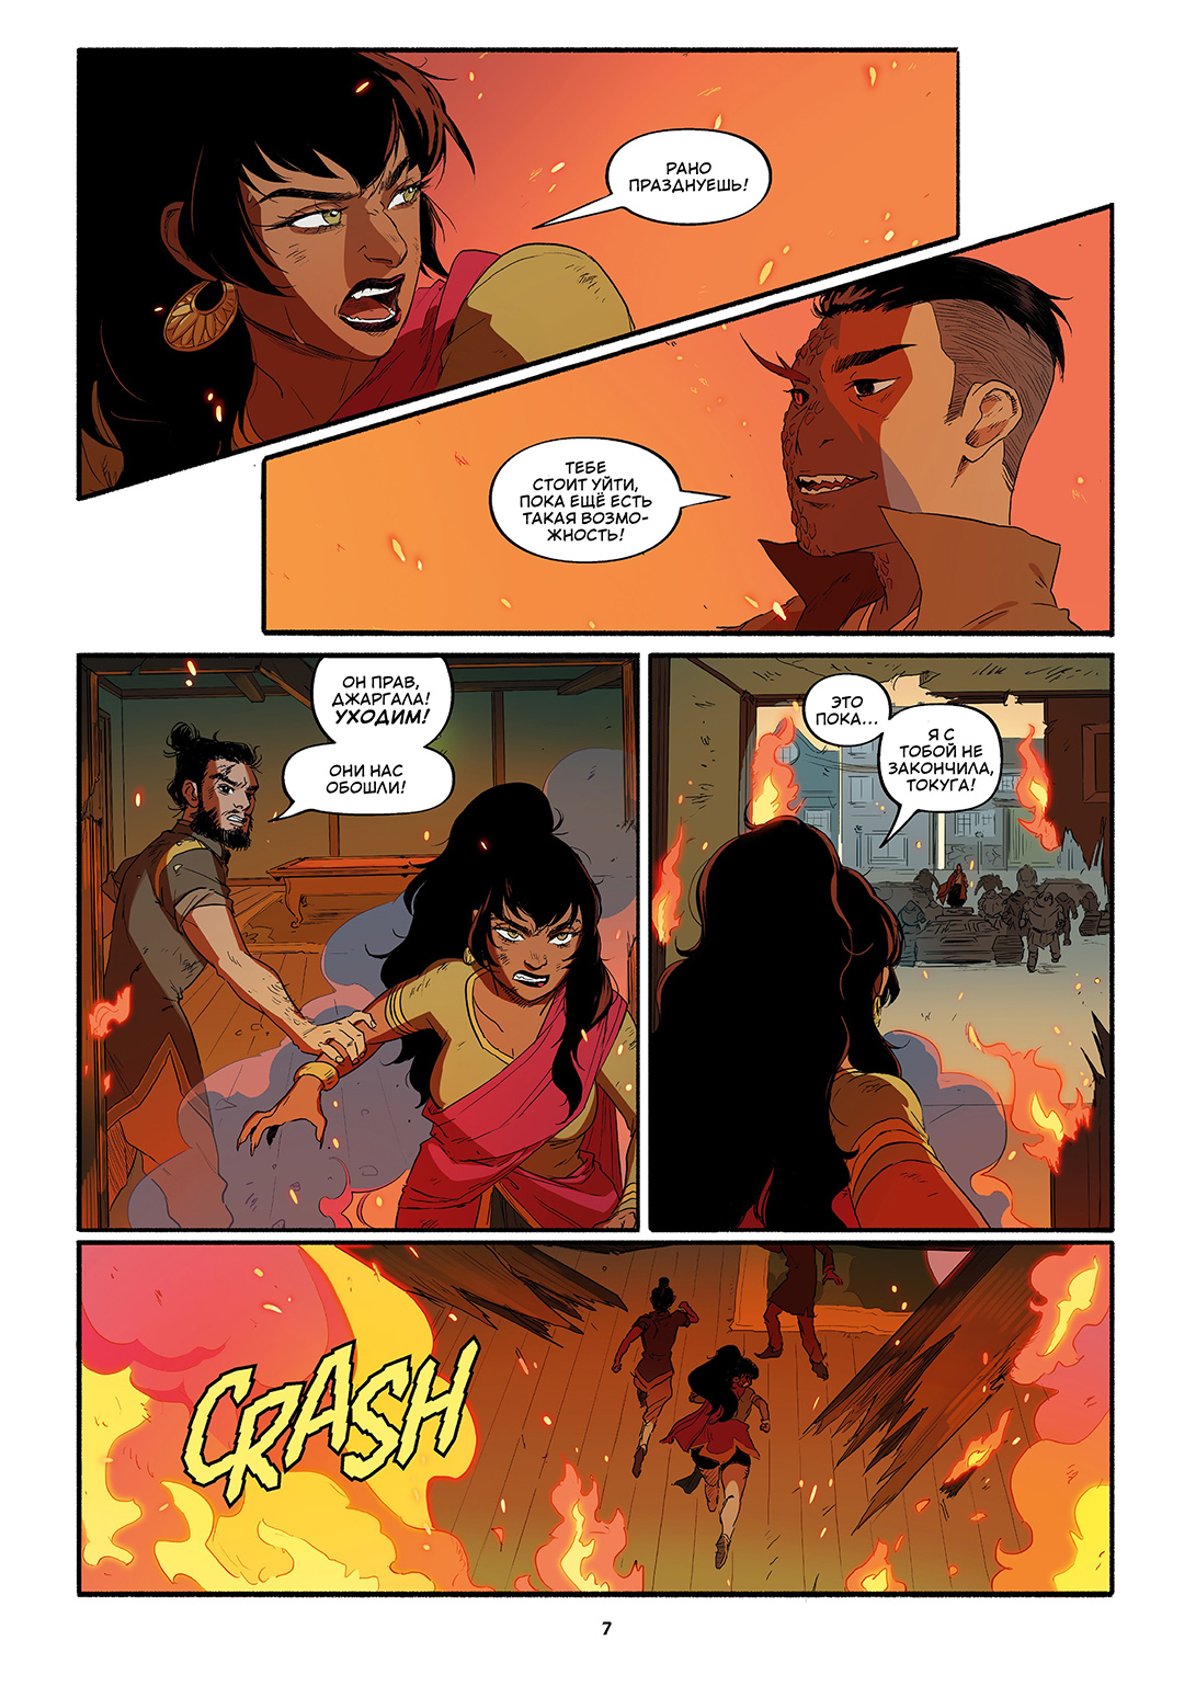 РАНО
ПРАЗДНУЕШЬ!
ТЕБЕ
СТОИТ УЙТИ,
ПОКА ЕЩЁ ЕСТЬ
ТАКАЯ ВОЗМО-
ЖНОСТЬ!
ОН ПРАВ,
ДЖАРГАЛА!
УХОДИМ!
ОНИ НАС
ОБОШЛИ!
ЭТО
ПОКА...
Я С
ТОБОЙ НЕ
ЗАКОНЧИЛА,
ТОКУГА!
CRASH
7